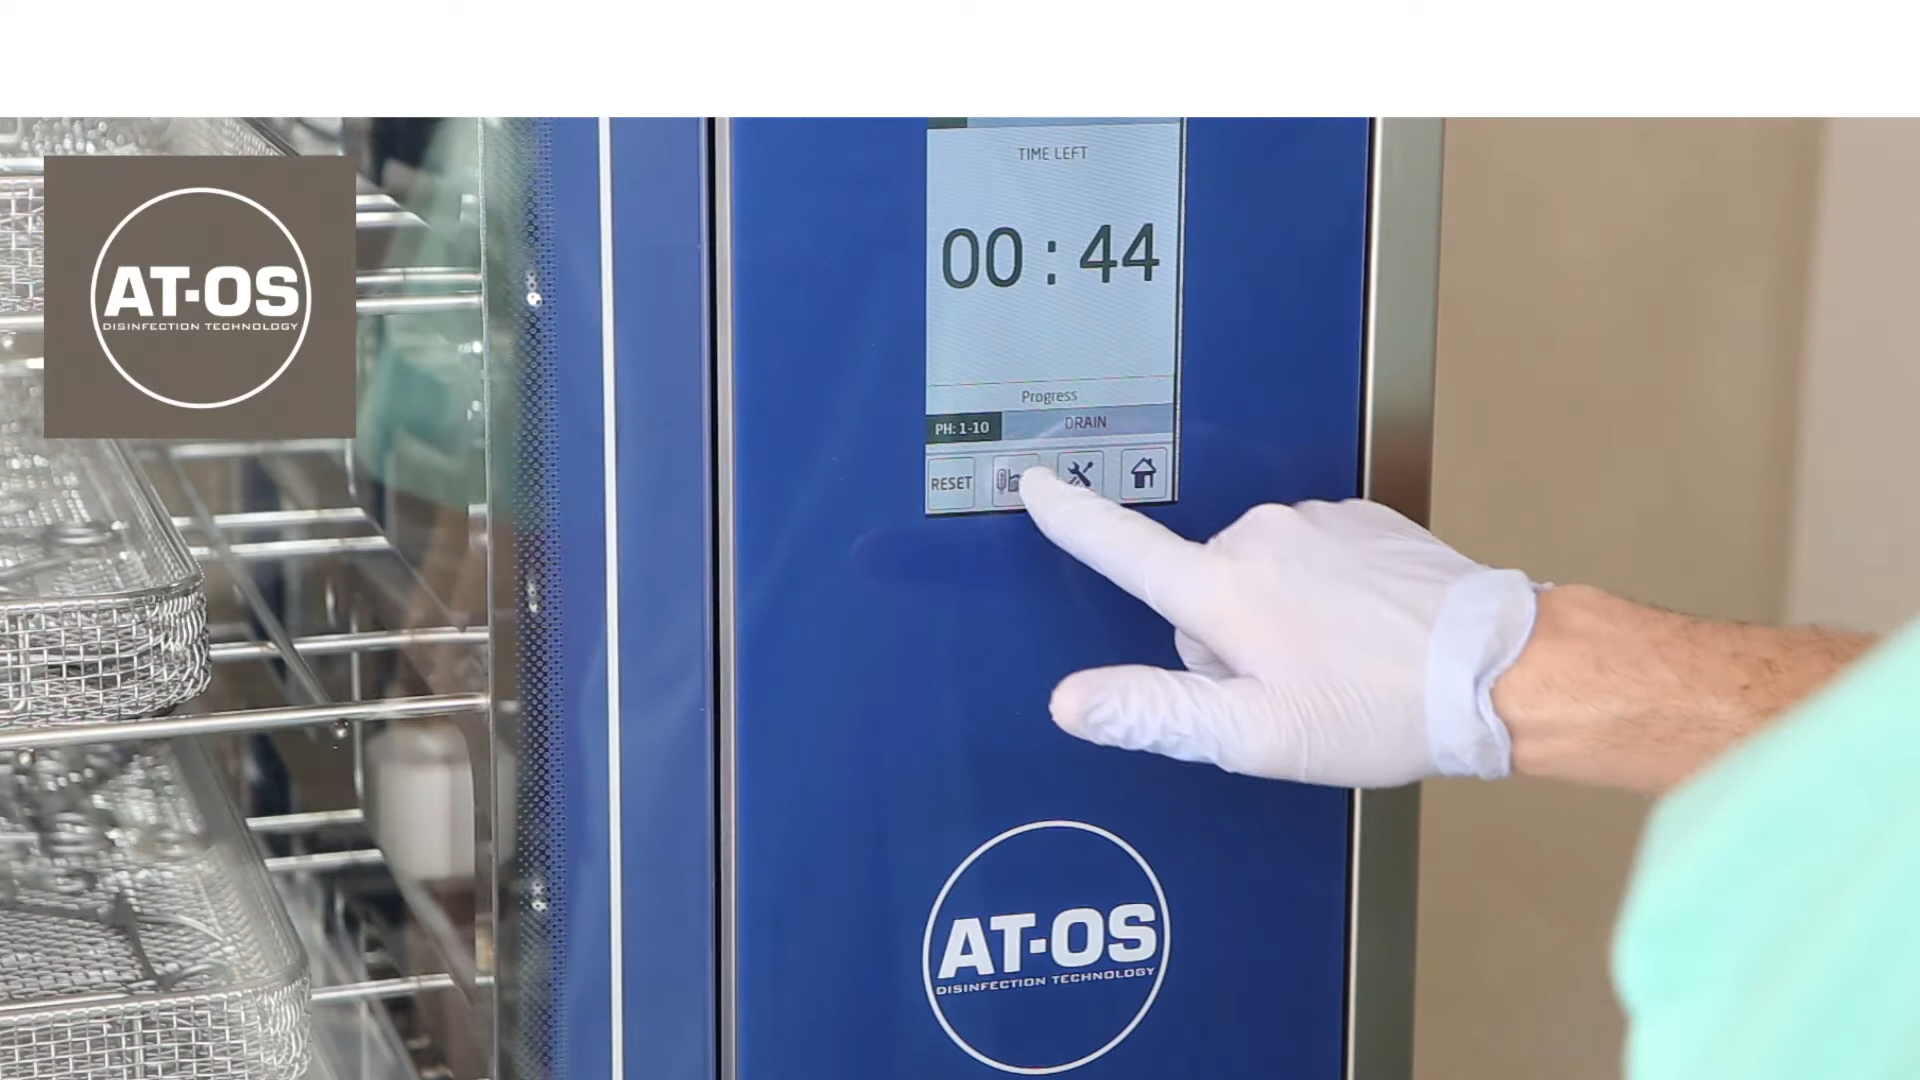 AT-OS
DISINFECTION TECHNOLOGY
TIME LEFT
00 : 44
Progress
PH: 1-10 DRAIN
RESET
AT-OS
DISINFECTION TECHNOLOGY